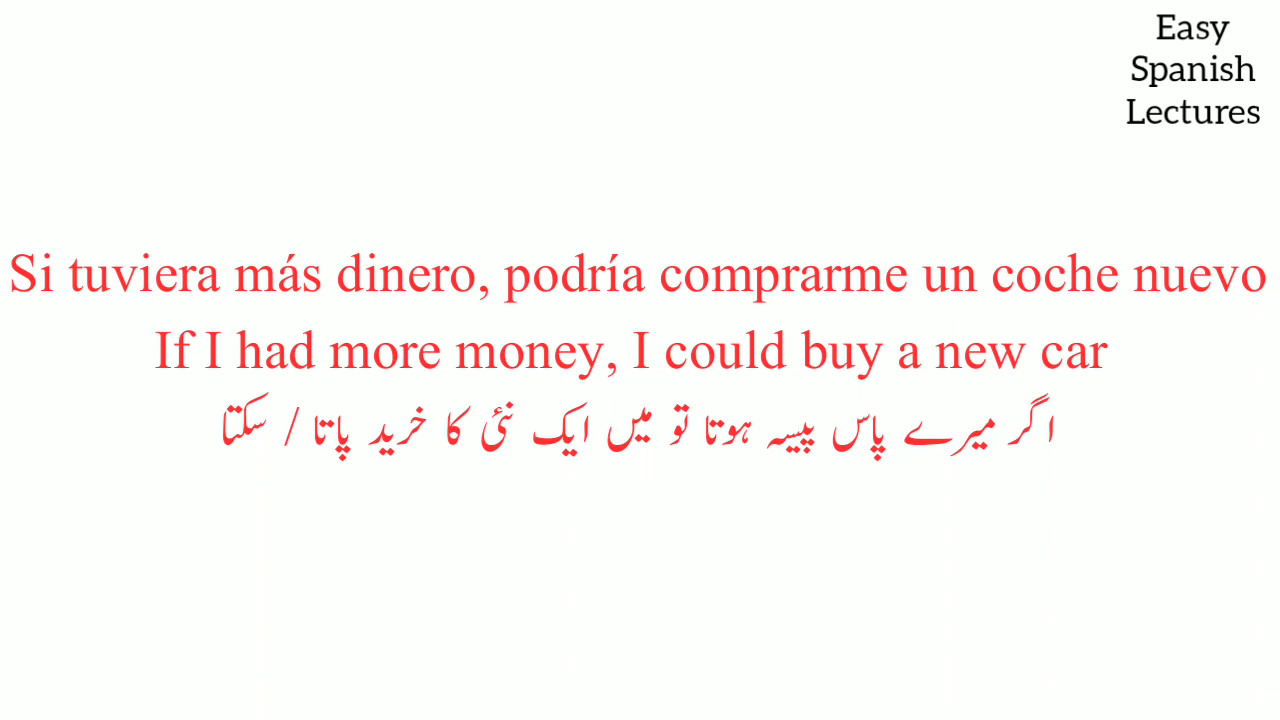 Easy
Spanish
Lectures
Si tuviera más dinero, podría comprarme un coche nuevo
If I had more money, I could buy a new car
اگر میرے پاس پیسہ ہوتا تو میں ایک نئی کا خرید پاتا / سکتا